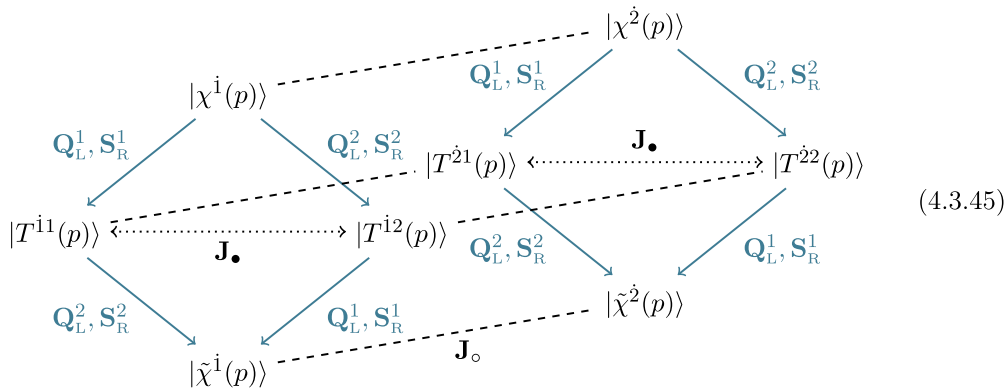 |χ^{2̇}(p)⟩
Q_L^1, S_R^1 Q_L^2, S_R^2
|χ^{1̇}(p)⟩
Q_L^1, S_R^1 Q_L^2, S_R^2 J_•
|T^{2̇1}(p)⟩ |T^{2̇2}(p)⟩
(4.3.45)
|T^{1̇1}(p)⟩ |T^{1̇2}(p)⟩
J_• Q_L^2, S_R^2 Q_L^1, S_R^1
|χ̃^{2̇}(p)⟩
Q_L^2, S_R^2 Q_L^1, S_R^1
J_∘
|χ̃^{1̇}(p)⟩